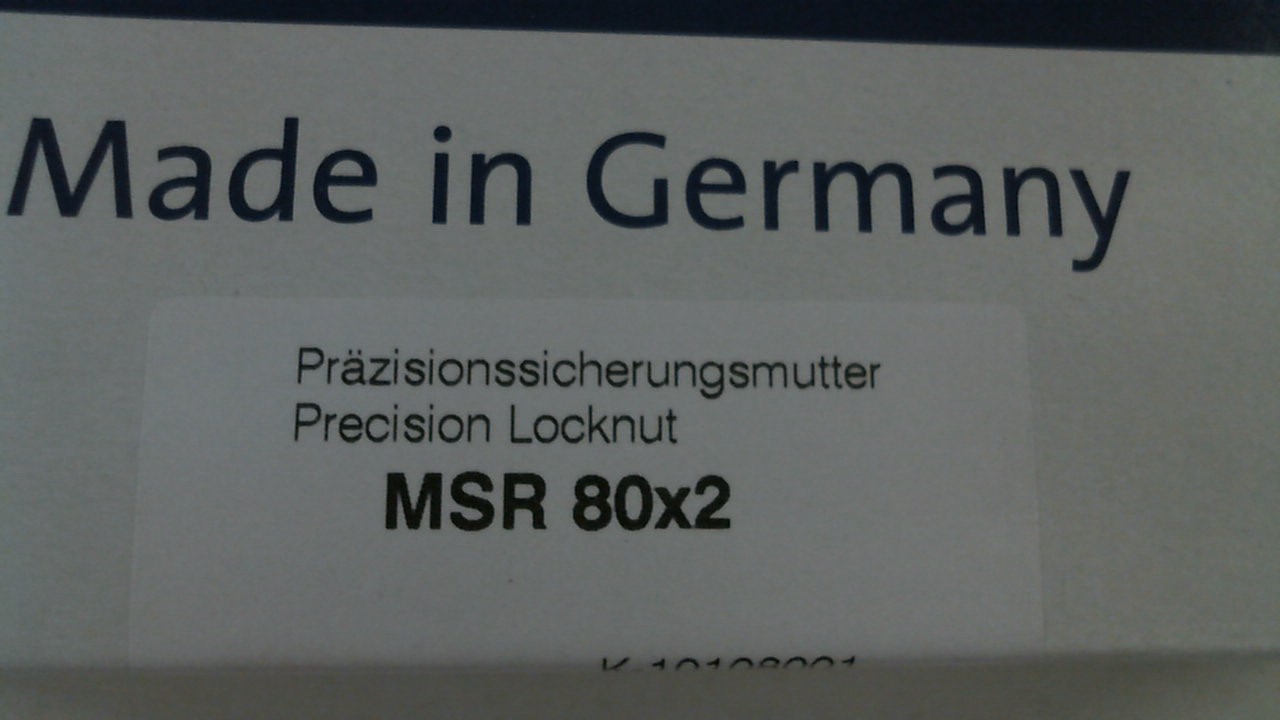 Made in Germany
Präzisionssicherungsmutter
Precision Locknut
MSR 80x2